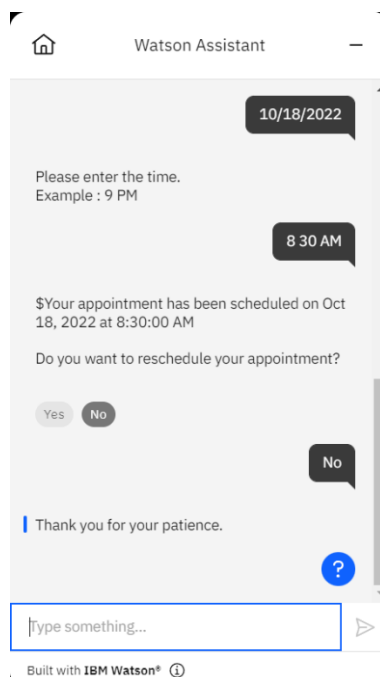 Watson Assistant
10/18/2022
Please enter the time.
Example : 9 PM
8 30 AM
$Your appointment has been scheduled on Oct
18, 2022 at 8:30:00 AM
Do you want to reschedule your appointment?
Yes No
No
Thank you for your patience.
?
Type something...
Built with IBM Watson®